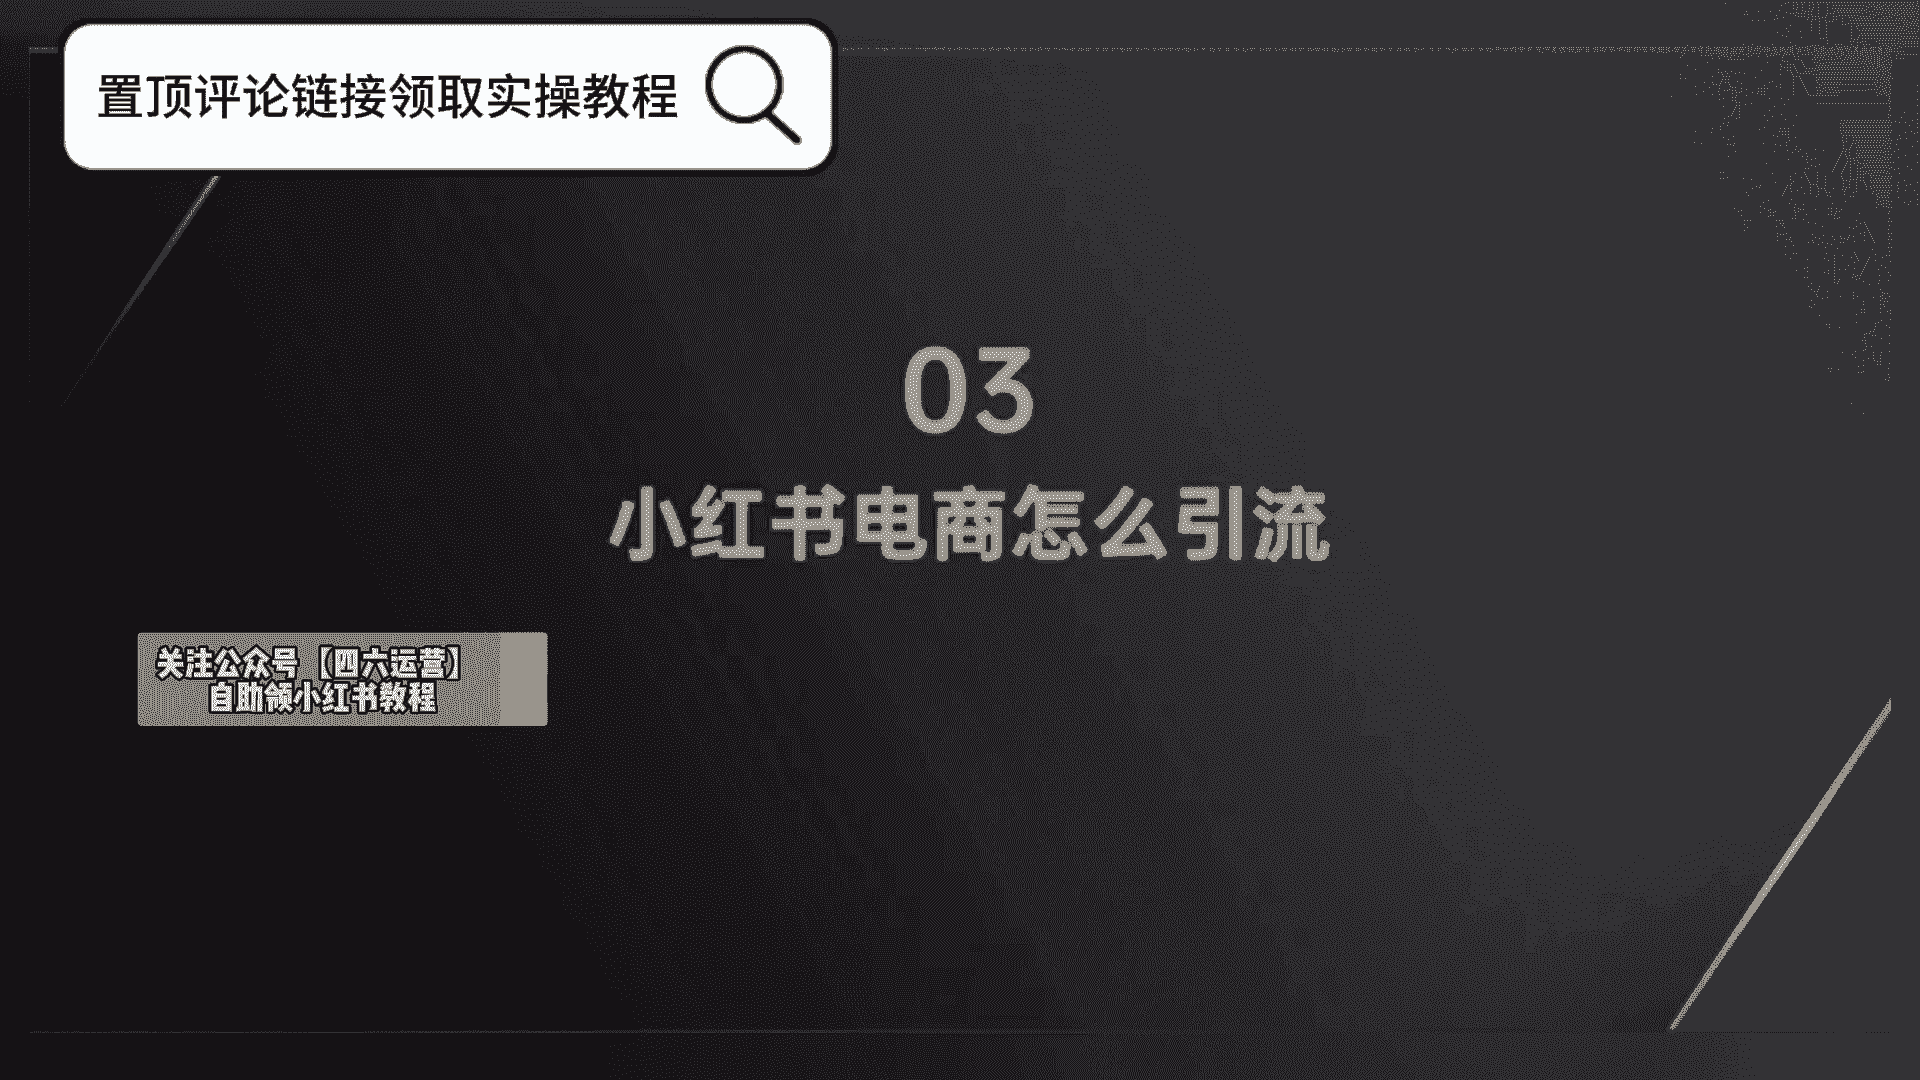 置顶评论链接领取实操教程
03
小红书电商怎么引流
关注公众号【四六运营】
自助领小红书教程